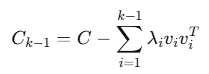 $C_{k-1} = C - \sum_{i=1}^{k-1} \lambda_i v_i v_i^T$